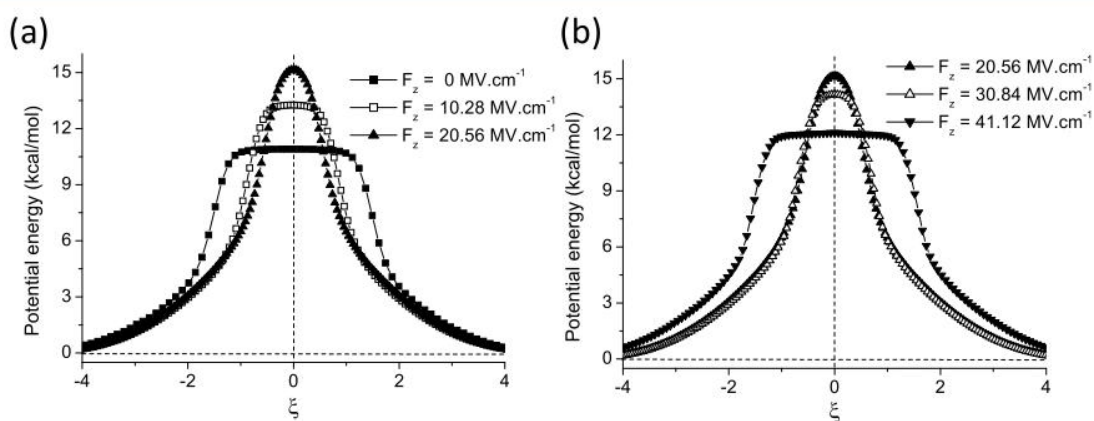 (a)
Potential energy (kcal/mol)
15
12
9
6
3
0
-4
-2
0
2
4
ξ
F_z = 0 MV.cm⁻¹
F_z = 10.28 MV.cm⁻¹
F_z = 20.56 MV.cm⁻¹
(b)
Potential energy (kcal/mol)
15
12
9
6
3
0
-4
-2
0
2
4
ξ
F_z = 20.56 MV.cm⁻¹
F_z = 30.84 MV.cm⁻¹
F_z = 41.12 MV.cm⁻¹